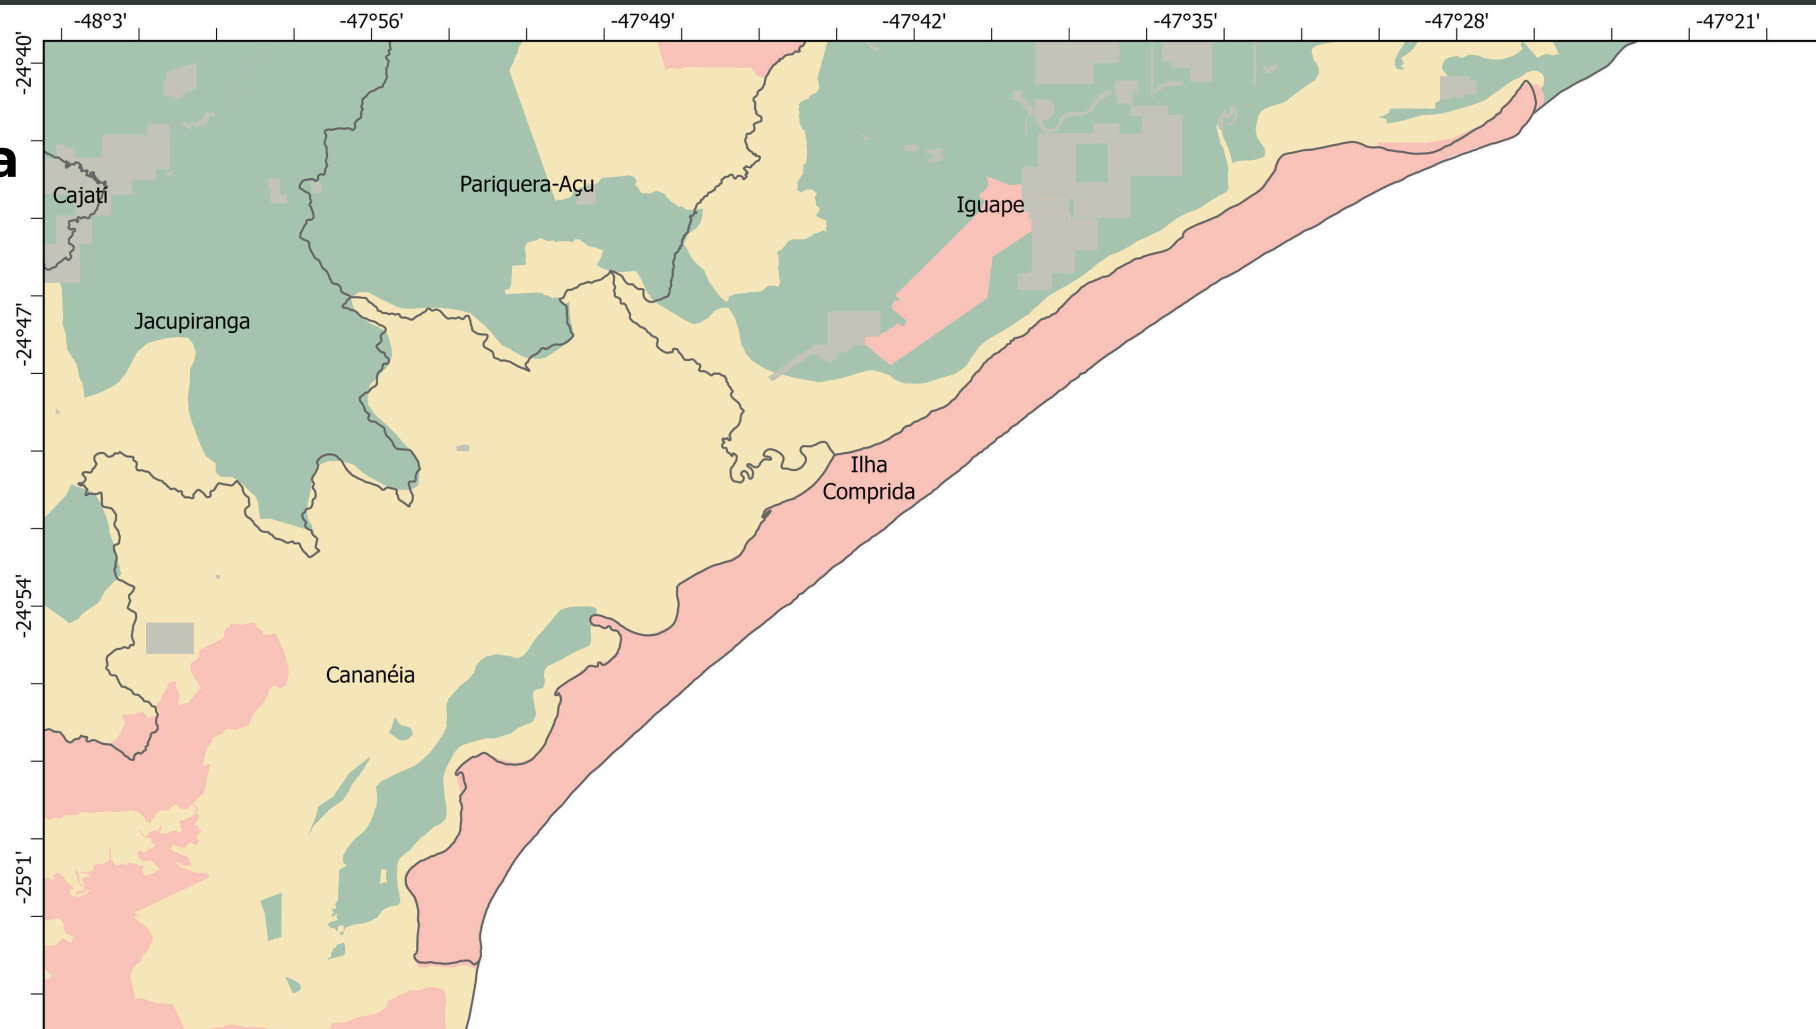 -48°3' -47°56' -47°49' -47°42' -47°35' -47°28' -47°21'
-24°40'
a
Cajati
Pariquera-Açu
Iguape
Jacupiranga
-24°47'
Ilha
Comprida
-24°54'
Cananéia
-25°1'